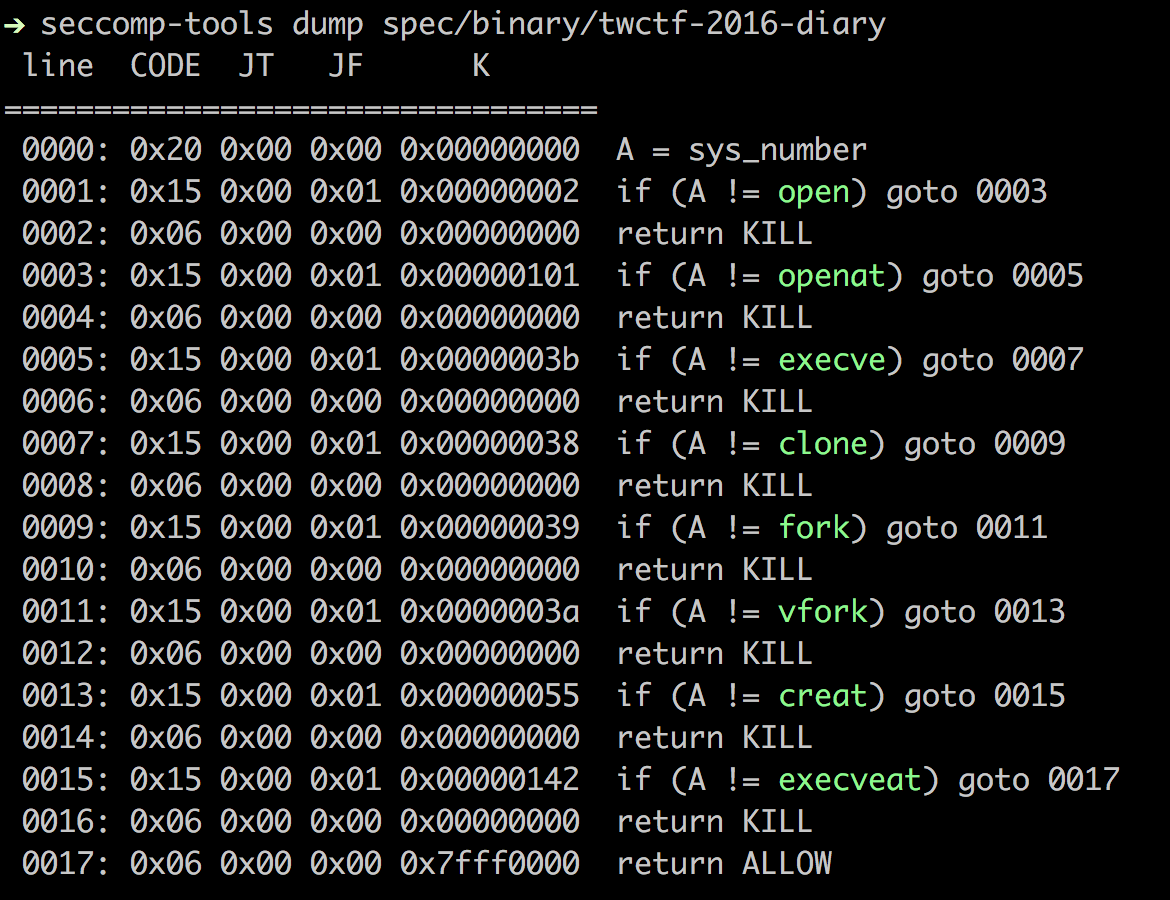 → seccomp-tools dump spec/binary/twctf-2016-diary
line CODE JT JF K
=================================
0000: 0x20 0x00 0x00 0x00000000 A = sys_number
0001: 0x15 0x00 0x01 0x00000002 if (A != open) goto 0003
0002: 0x06 0x00 0x00 0x00000000 return KILL
0003: 0x15 0x00 0x01 0x00000101 if (A != openat) goto 0005
0004: 0x06 0x00 0x00 0x00000000 return KILL
0005: 0x15 0x00 0x01 0x0000003b if (A != execve) goto 0007
0006: 0x06 0x00 0x00 0x00000000 return KILL
0007: 0x15 0x00 0x01 0x00000038 if (A != clone) goto 0009
0008: 0x06 0x00 0x00 0x00000000 return KILL
0009: 0x15 0x00 0x01 0x00000039 if (A != fork) goto 0011
0010: 0x06 0x00 0x00 0x00000000 return KILL
0011: 0x15 0x00 0x01 0x0000003a if (A != vfork) goto 0013
0012: 0x06 0x00 0x00 0x00000000 return KILL
0013: 0x15 0x00 0x01 0x00000055 if (A != creat) goto 0015
0014: 0x06 0x00 0x00 0x00000000 return KILL
0015: 0x15 0x00 0x01 0x00000142 if (A != execveat) goto 0017
0016: 0x06 0x00 0x00 0x00000000 return KILL
0017: 0x06 0x00 0x00 0x7fff0000 return ALLOW